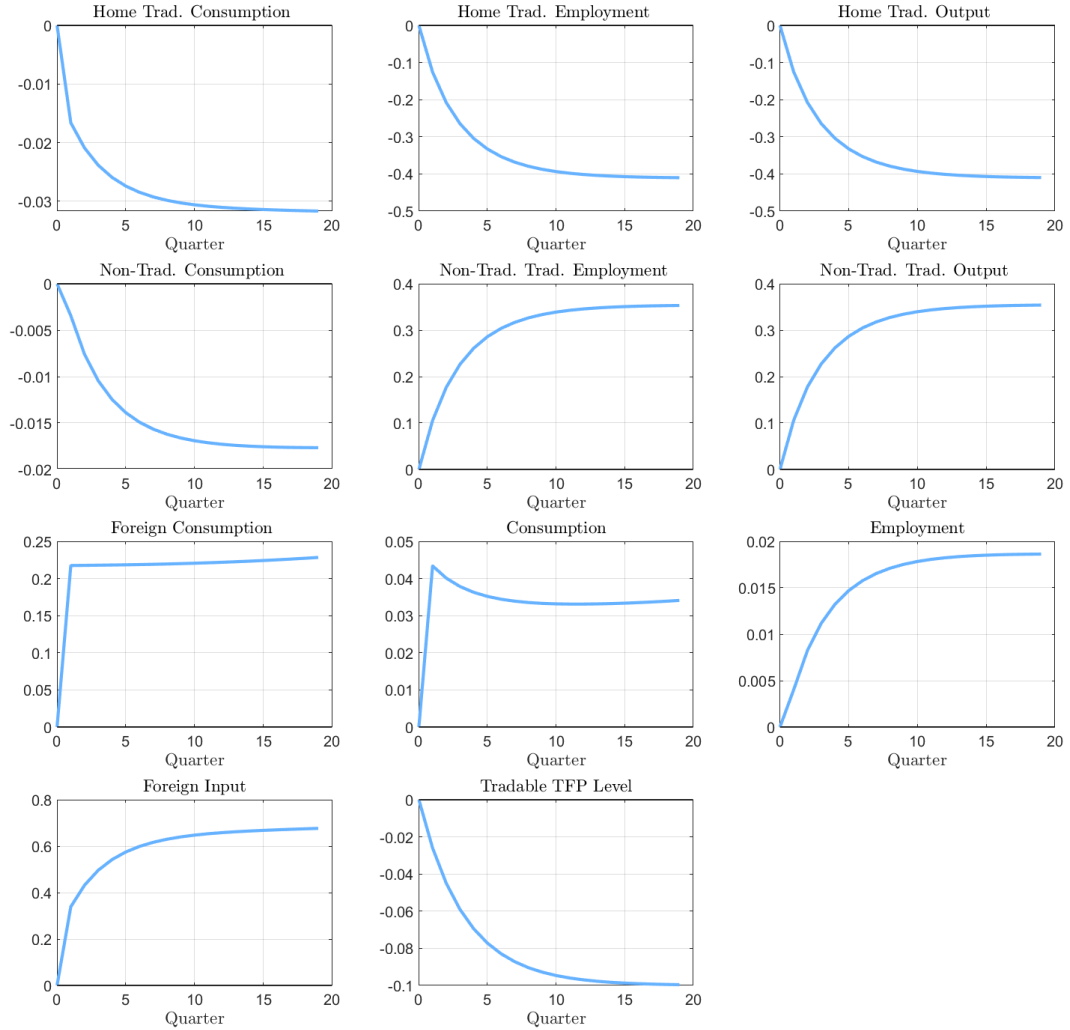 Home Trad. Consumption
0
-0.01
-0.02
-0.03
0 5 10 15 20
Quarter
Home Trad. Employment
0
-0.1
-0.2
-0.3
-0.4
-0.5
0 5 10 15 20
Quarter
Home Trad. Output
0
-0.1
-0.2
-0.3
-0.4
-0.5
0 5 10 15 20
Quarter
Non-Trad. Consumption
0
-0.005
-0.01
-0.015
-0.02
0 5 10 15 20
Quarter
Non-Trad. Trad. Employment
0.4
0.3
0.2
0.1
0
0 5 10 15 20
Quarter
Non-Trad. Trad. Output
0.4
0.3
0.2
0.1
0
0 5 10 15 20
Quarter
Foreign Consumption
0.25
0.2
0.15
0.1
0.05
0
0 5 10 15 20
Quarter
Consumption
0.05
0.04
0.03
0.02
0.01
0
0 5 10 15 20
Quarter
Employment
0.02
0.015
0.01
0.005
0
0 5 10 15 20
Quarter
Foreign Input
0.8
0.6
0.4
0.2
0
0 5 10 15 20
Quarter
Tradable TFP Level
0
-0.02
-0.04
-0.06
-0.08
-0.1
0 5 10 15 20
Quarter